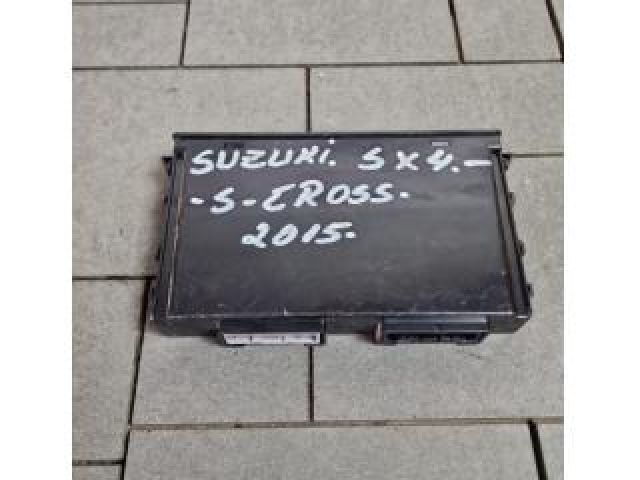 SUZUKi. SX4.-
-S-CROSS.
2015.